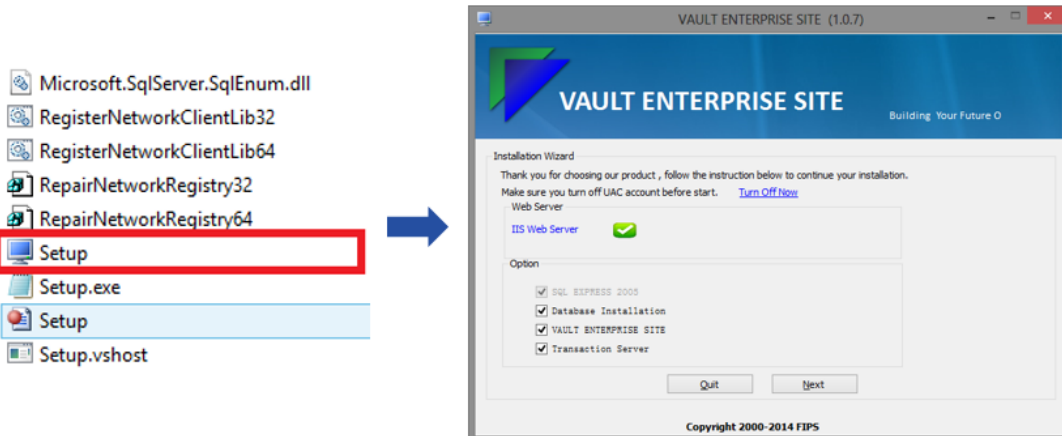 Microsoft.SqlServer.SqlEnum.dll
RegisterNetworkClientLib32
RegisterNetworkClientLib64
RepairNetworkRegistry32
RepairNetworkRegistry64
Setup
Setup.exe
Setup
Setup.vshost
VAULT ENTERPRISE SITE (1.0.7)
VAULT ENTERPRISE SITE
Building Your Future O
Installation Wizard
Thank you for choosing our product , follow the instruction below to continue your installation.
Make sure you turn off UAC account before start. Turn Off Now
Web Server
IIS Web Server
Option
SQL EXPRESS 2005
Database Installation
VAULT ENTERPRISE SITE
Transaction Server
Quit Next
Copyright 2000-2014 FIPS